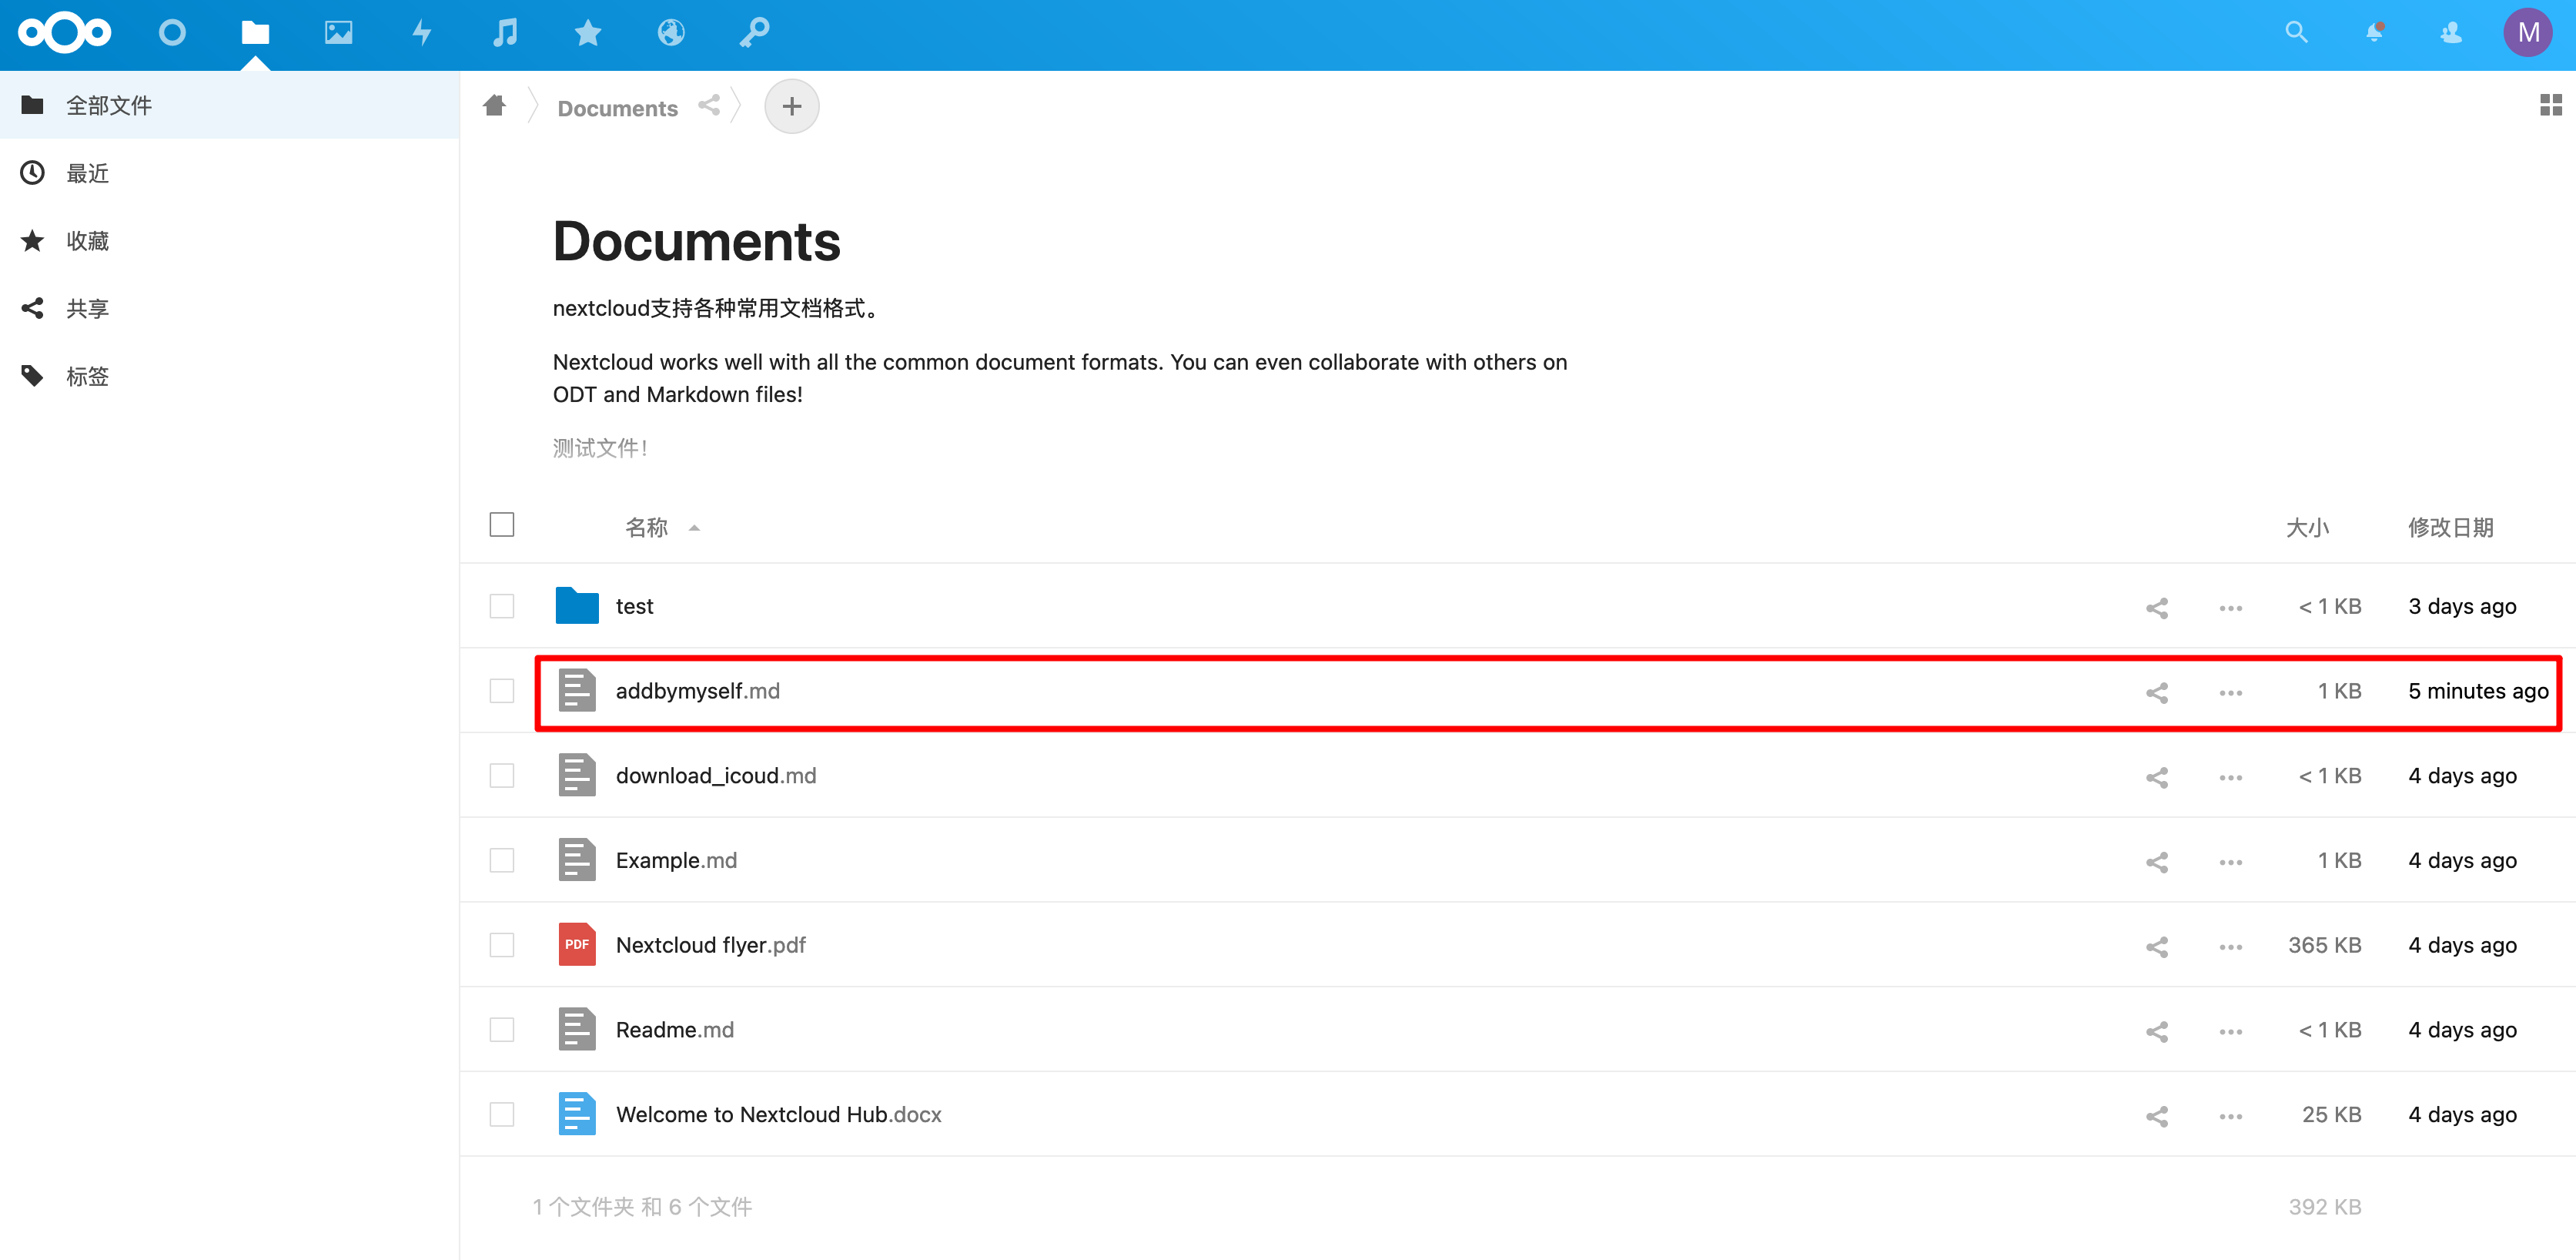 M
全部文件
最近
收藏
共享
标签
Documents
Documents
nextcloud支持各种常用文档格式。
Nextcloud works well with all the common document formats. You can even collaborate with others on
ODT and Markdown files!
测试文件!
名称 大小 修改日期
test < 1 KB 3 days ago
addbymyself.md 1 KB 5 minutes ago
download_icoud.md < 1 KB 4 days ago
Example.md 1 KB 4 days ago
PDF Nextcloud flyer.pdf 365 KB 4 days ago
Readme.md < 1 KB 4 days ago
Welcome to Nextcloud Hub.docx 25 KB 4 days ago
1 个文件夹 和 6 个文件 392 KB